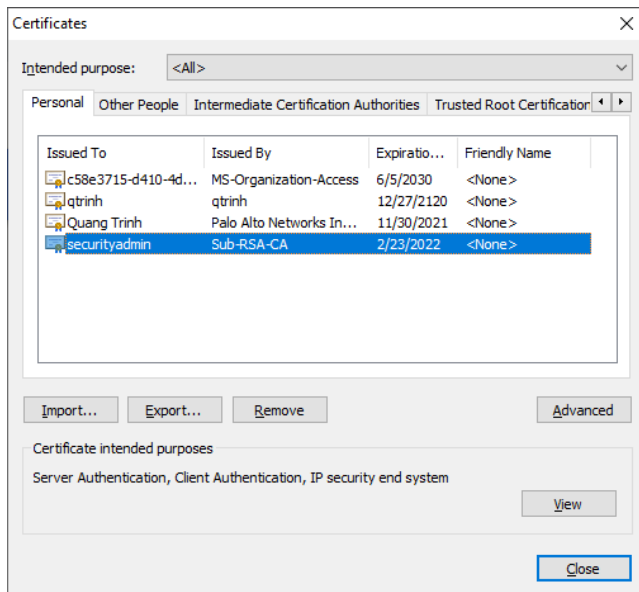 Certificates
Intended purpose: <All>
Personal Other People Intermediate Certification Authorities Trusted Root Certification
Issued To Issued By Expiratio... Friendly Name
c58e3715-d410-4d... MS-Organization-Access 6/5/2030 <None>
qtrinh qtrinh 12/27/2120 <None>
Quang Trinh Palo Alto Networks In... 11/30/2021 <None>
securityadmin Sub-RSA-CA 2/23/2022 <None>
Import... Export... Remove Advanced
Certificate intended purposes
Server Authentication, Client Authentication, IP security end system
View
Close